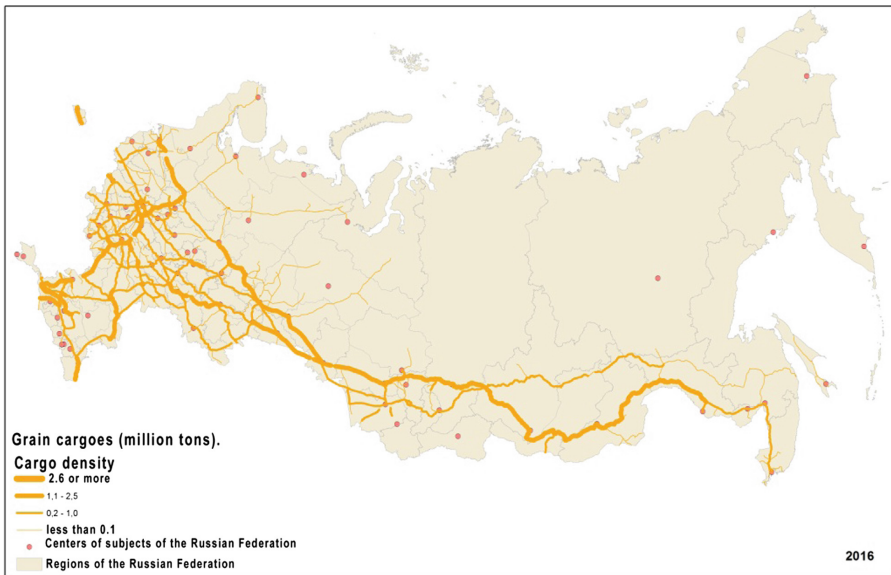 Grain cargoes (million tons).
Cargo density
2.6 or more
1,1 - 2,5
0,2 - 1,0
less than 0.1
Centers of subjects of the Russian Federation
Regions of the Russian Federation
2016